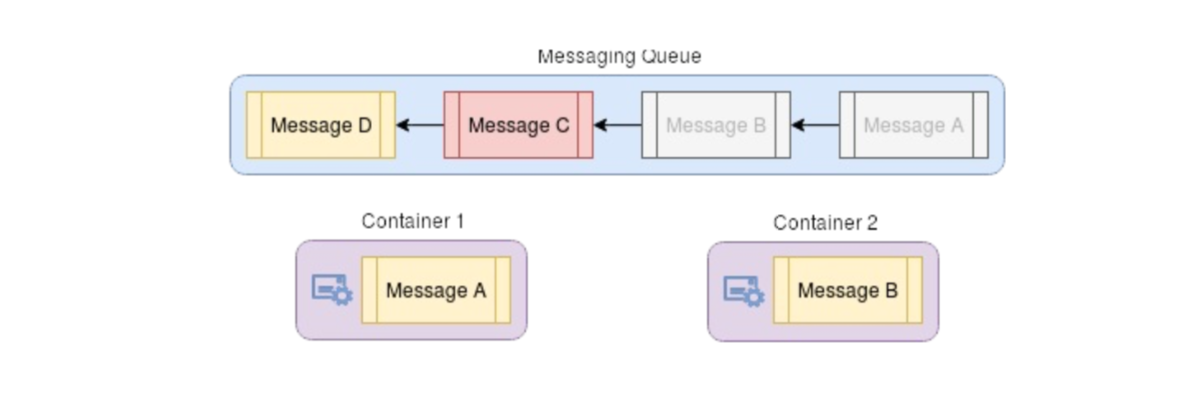 Messaging Queue
Message D
Message C
Message B
Message A
Container 1
Container 2
Message A
Message B